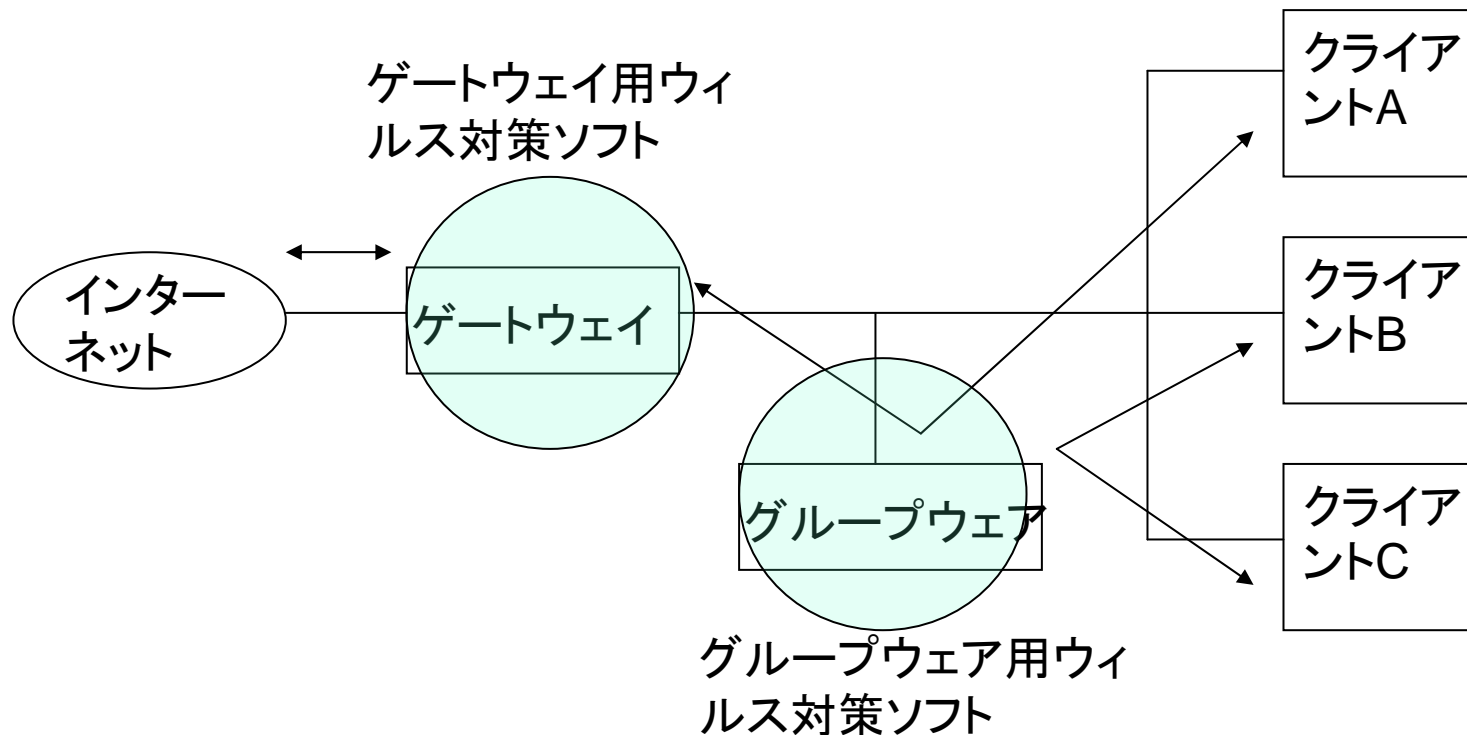 ゲートウェイ用ウィ
ルス対策ソフト
インター
ネット
ゲートウェイ
グループウェア
グループウェア用ウィ
ルス対策ソフト
クライア
ントA
クライア
ントB
クライア
ントC